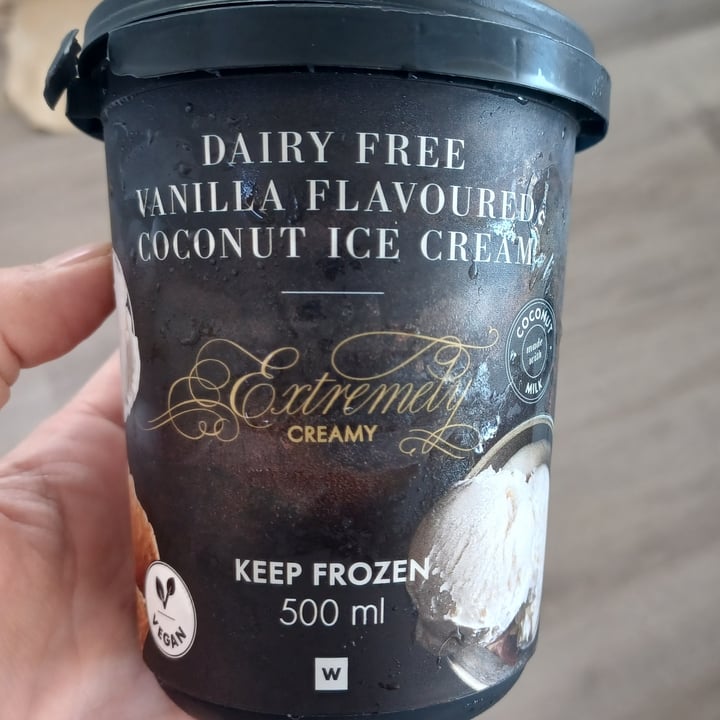 DAIRY FREE
VANILLA FLAVOURED
COCONUT ICE CREAM
Extremely
CREAMY
COCONUT
made
with
MILK
KEEP FROZEN
500 ml
VEGAN
W